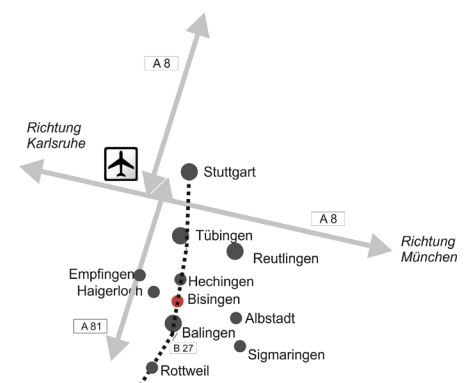 A 8
Richtung
Karlsruhe
Stuttgart
A 8
Tübingen
Richtung
München
Reutlingen
Empfingen
Hechingen
Haigerloch
Bisingen
Albstadt
A 81
Balingen
B 27
Sigmaringen
Rottweil